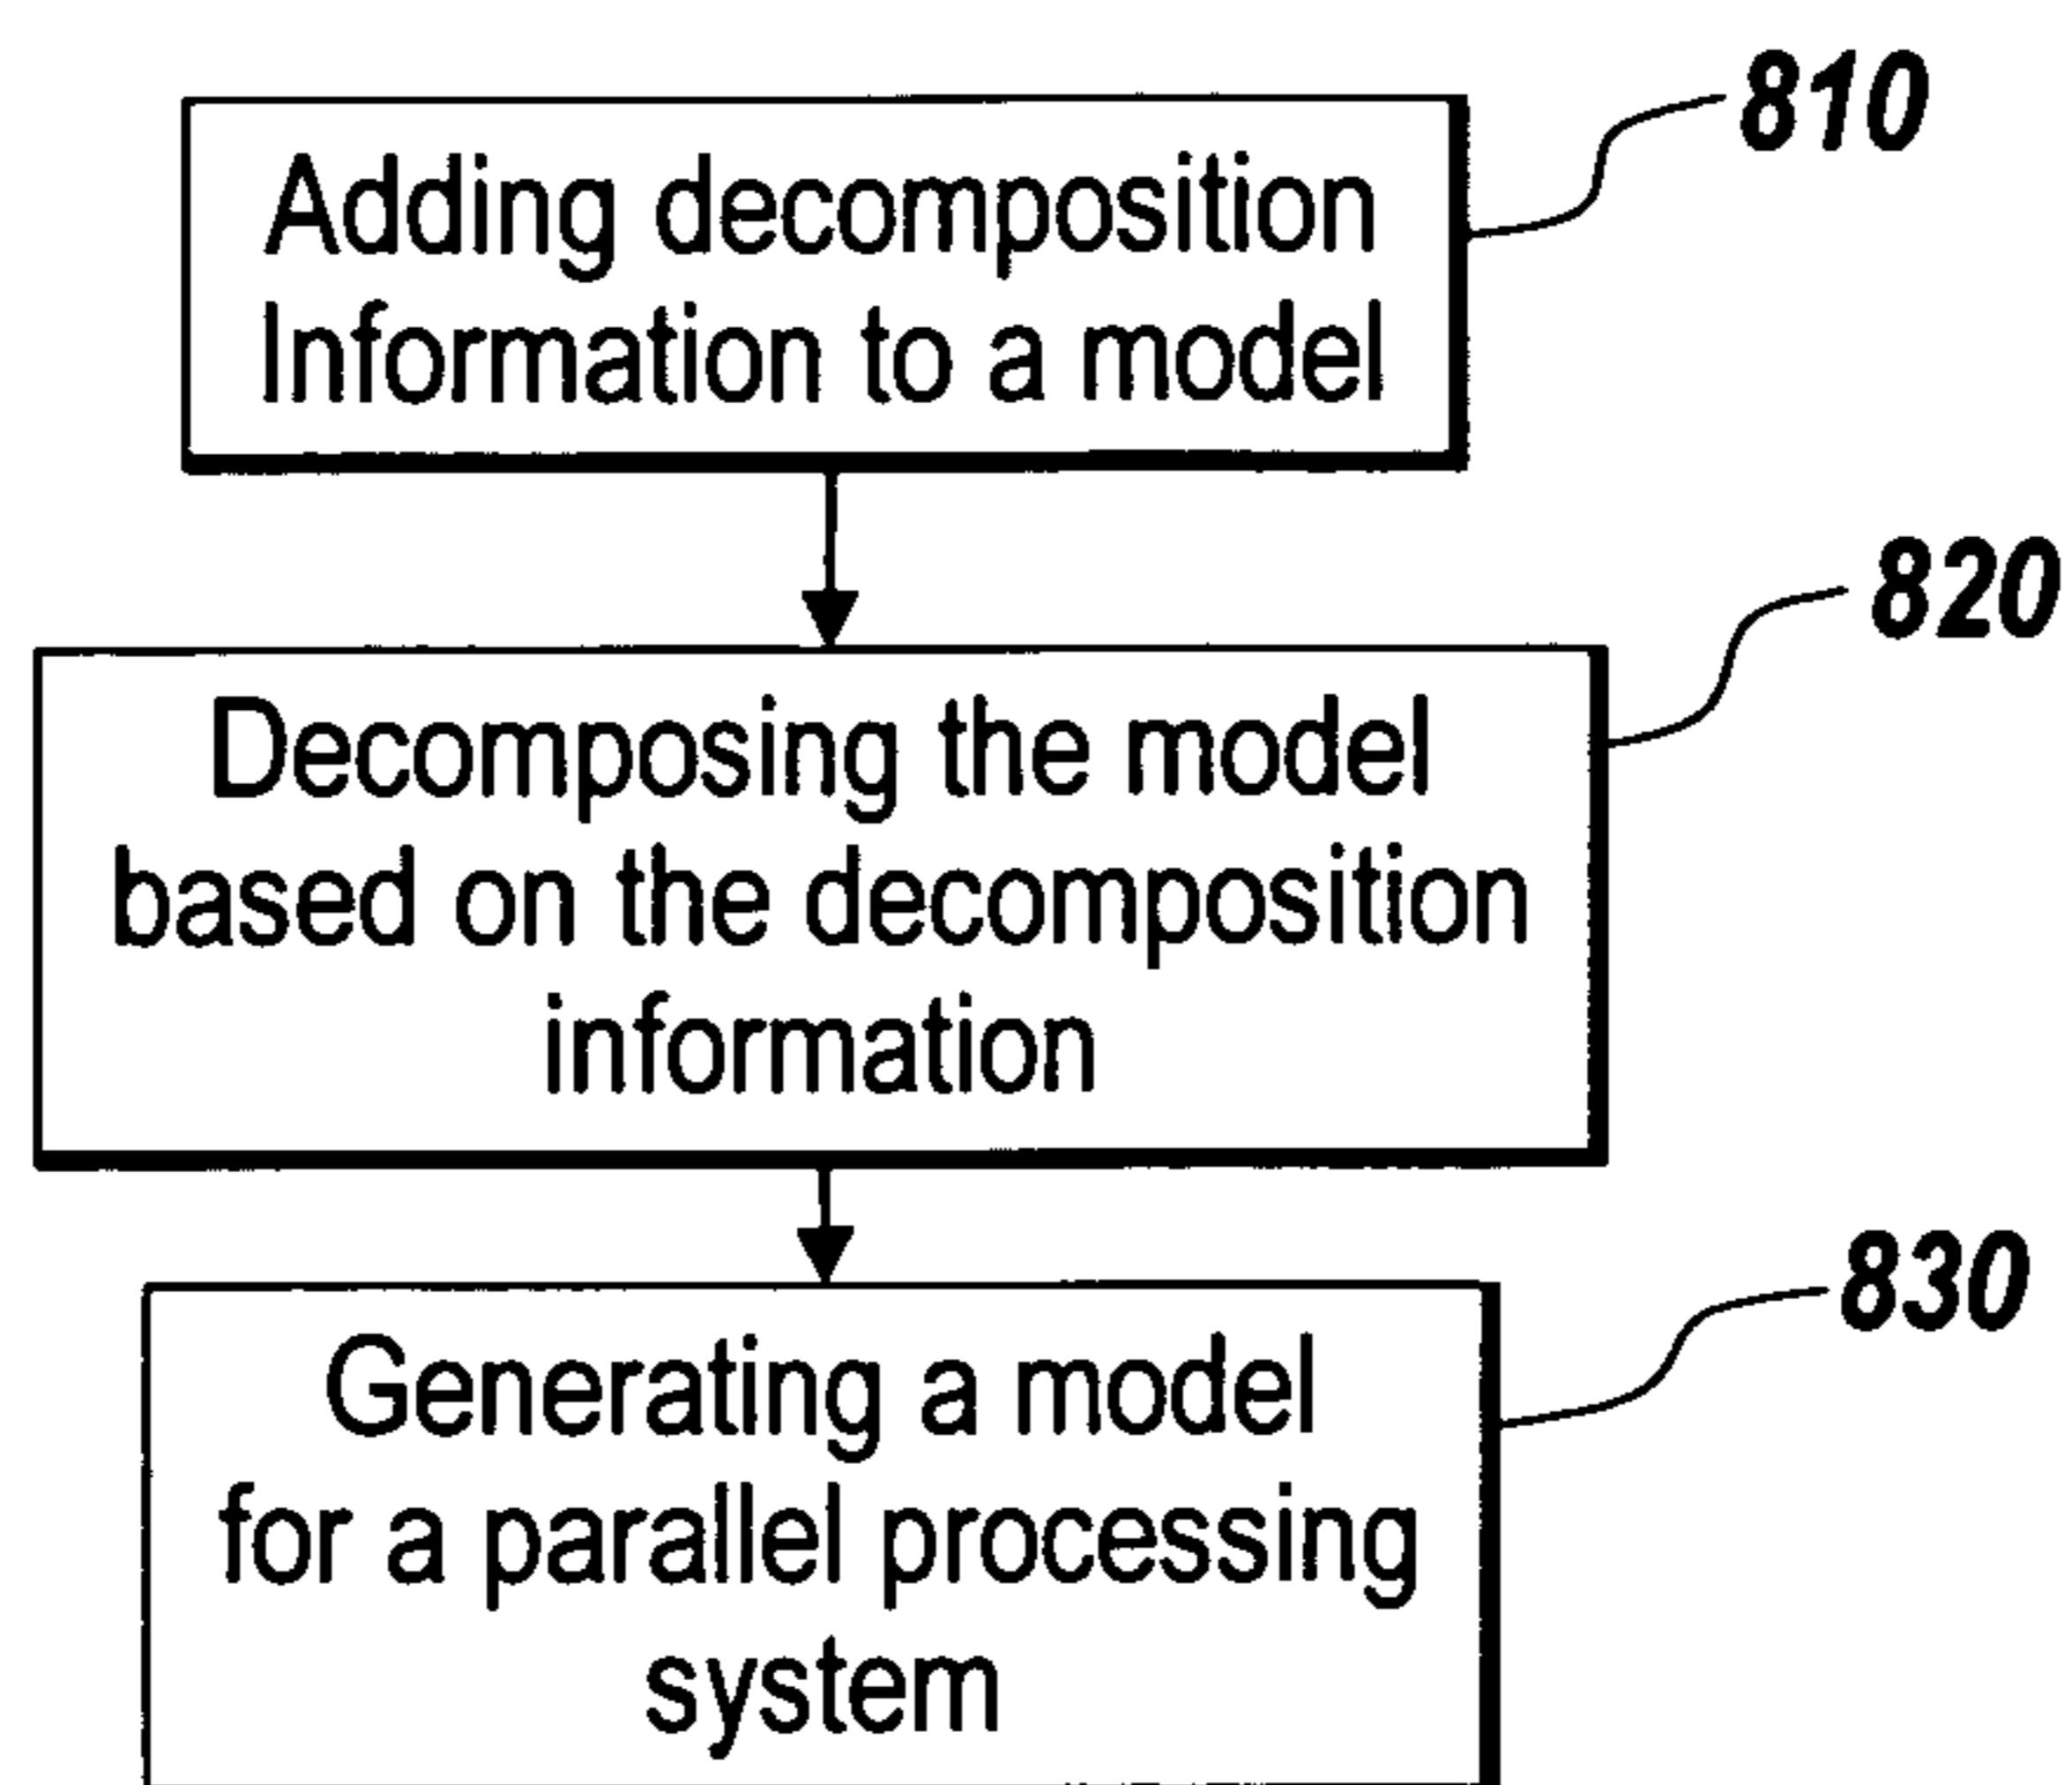 810
Adding decomposition
Information to a model
820
Decomposing the model
based on the decomposition
information
830
Generating a model
for a parallel processing
system